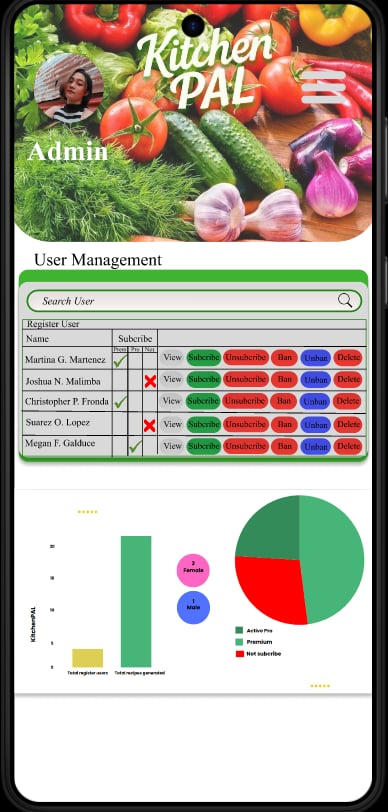 Kitchen
PAL
Admin
User Management
Search User
Register User
Name Subcribe
Prem Pro Not
Martina G. Martenez View Subcribe Unsubcribe Ban Unban Delete
Joshua N. Malimba View Subcribe Unsubcribe Ban Unban Delete
Christopher P. Fronda View Subcribe Unsubcribe Ban Unban Delete
Suarez O. Lopez View Subcribe Unsubcribe Ban Unban Delete
Megan F. Galduce View Subcribe Unsubcribe Ban Unban Delete
KitchenPAL
20
15
10
5
0
Total register users Total recipes generated
3
Female
1
Male
Active Pro
Premium
Not subcribe